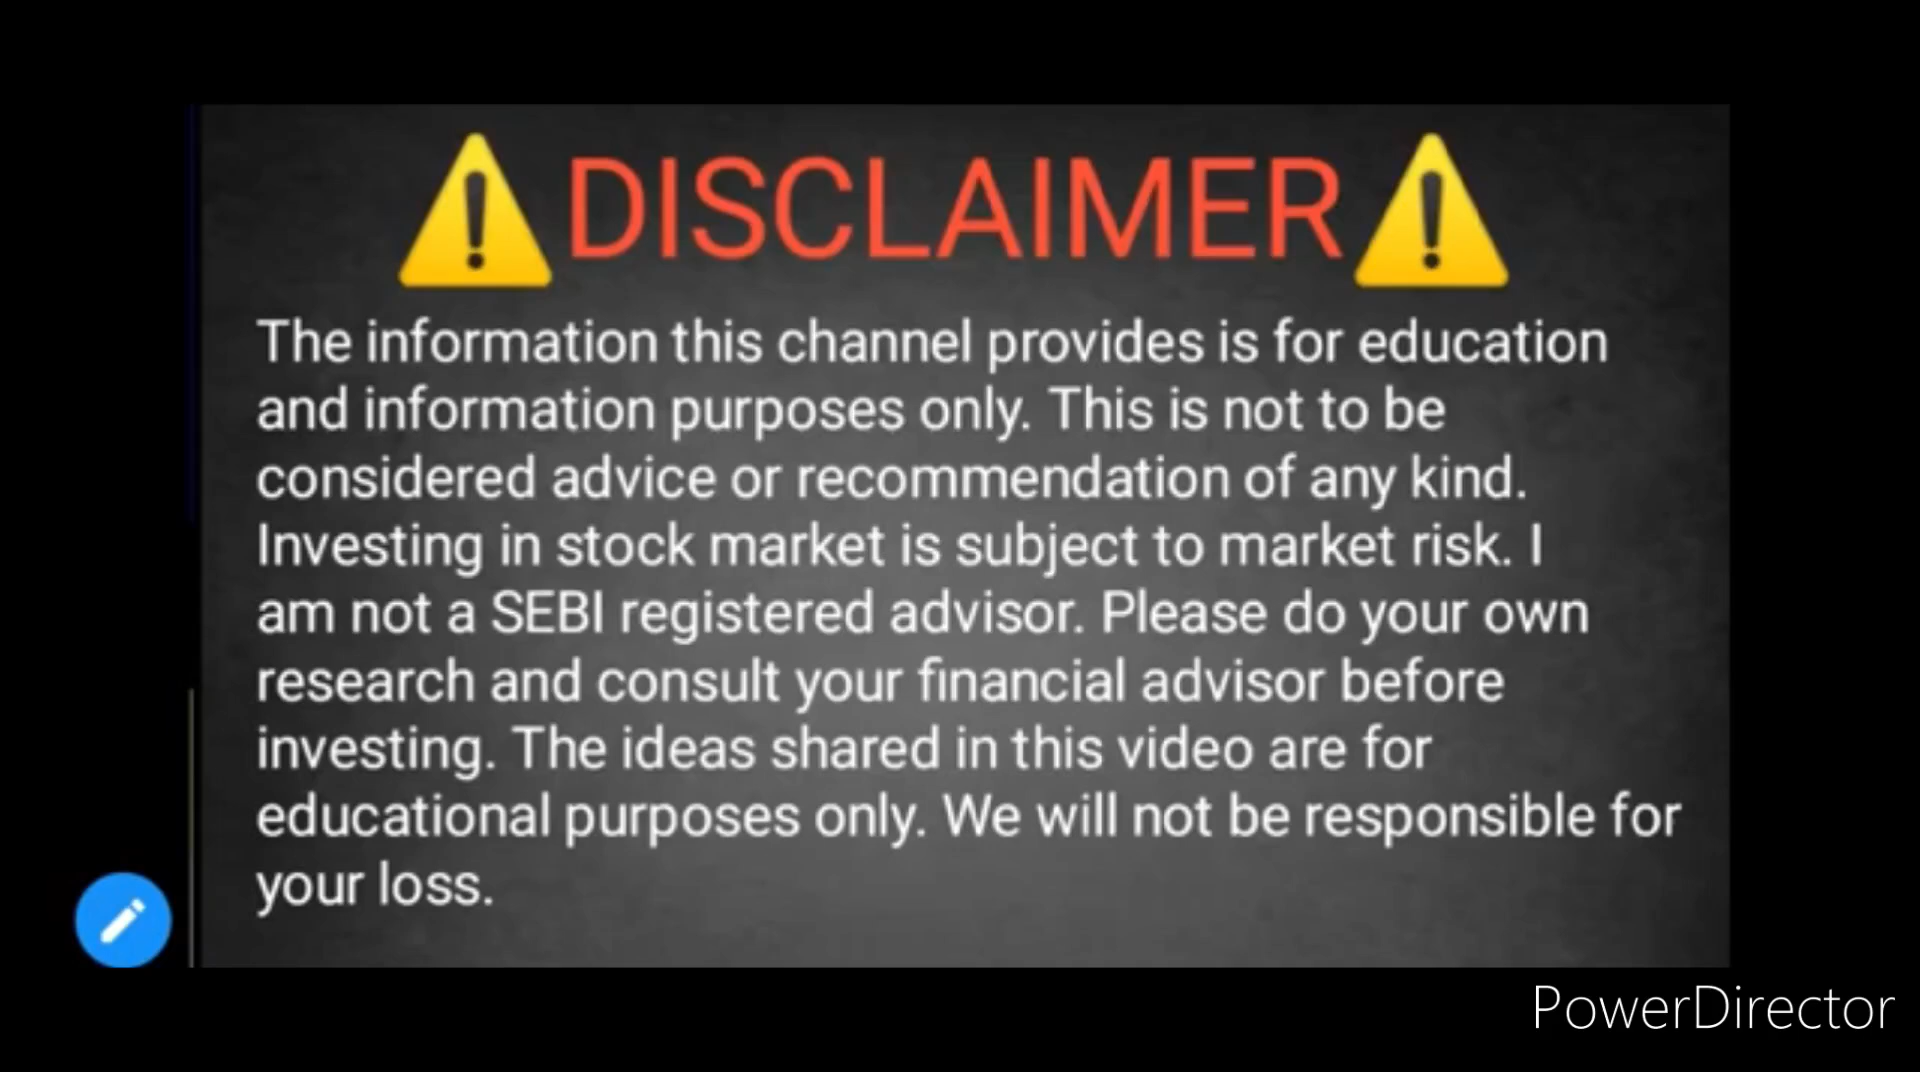 ⚠DISCLAIMER⚠
The information this channel provides is for education
and information purposes only. This is not to be
considered advice or recommendation of any kind.
Investing in stock market is subject to market risk. I
am not a SEBI registered advisor. Please do your own
research and consult your financial advisor before
investing. The ideas shared in this video are for
educational purposes only. We will not be responsible for
your loss.
PowerDirector